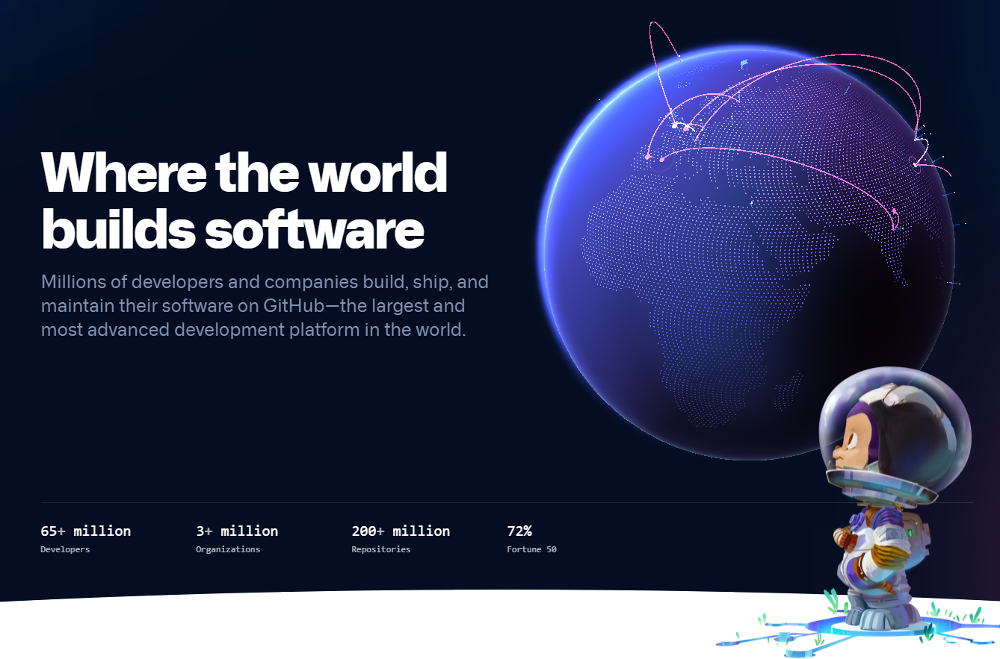 Where the world
builds software
Millions of developers and companies build, ship, and
maintain their software on GitHub—the largest and
most advanced development platform in the world.
65+ million
Developers
3+ million
Organizations
200+ million
Repositories
72%
Fortune 50